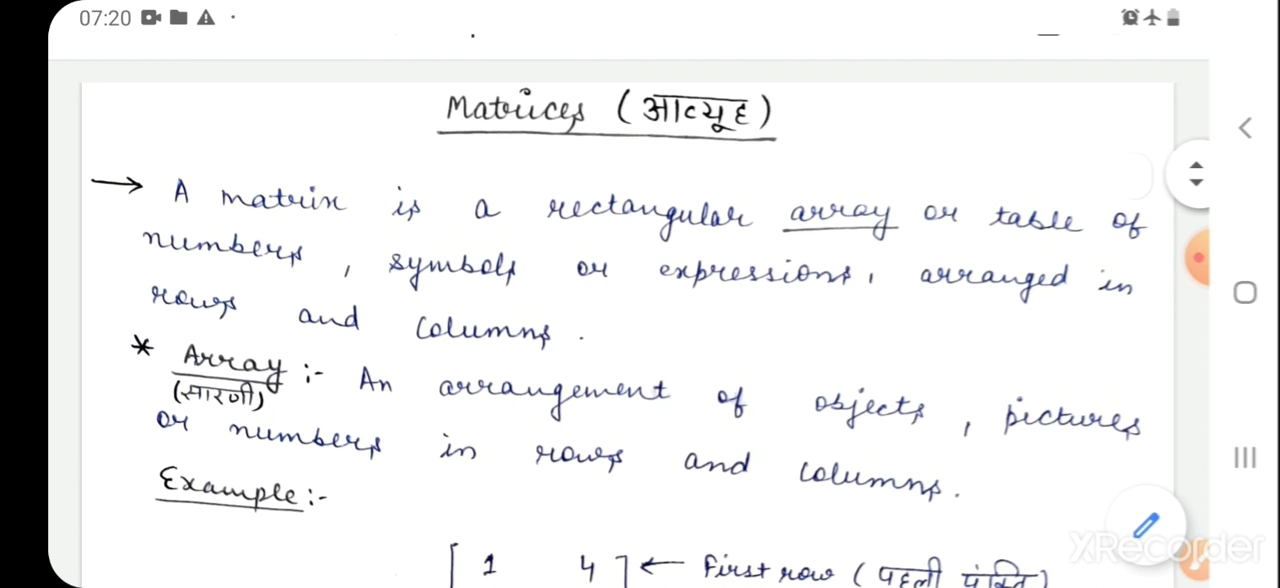 07:20
Matrices (आव्यूह)
→ A matrix is a rectangular array or table of
numbers, symbols or expressions, arranged in
rows and columns.
* Array :- An arrangement of objects, pictures
(सारणी)
or numbers in rows and columns.
Example:-
[ 1 4 ] ← First row (पहली पंक्ति)
XRecorder